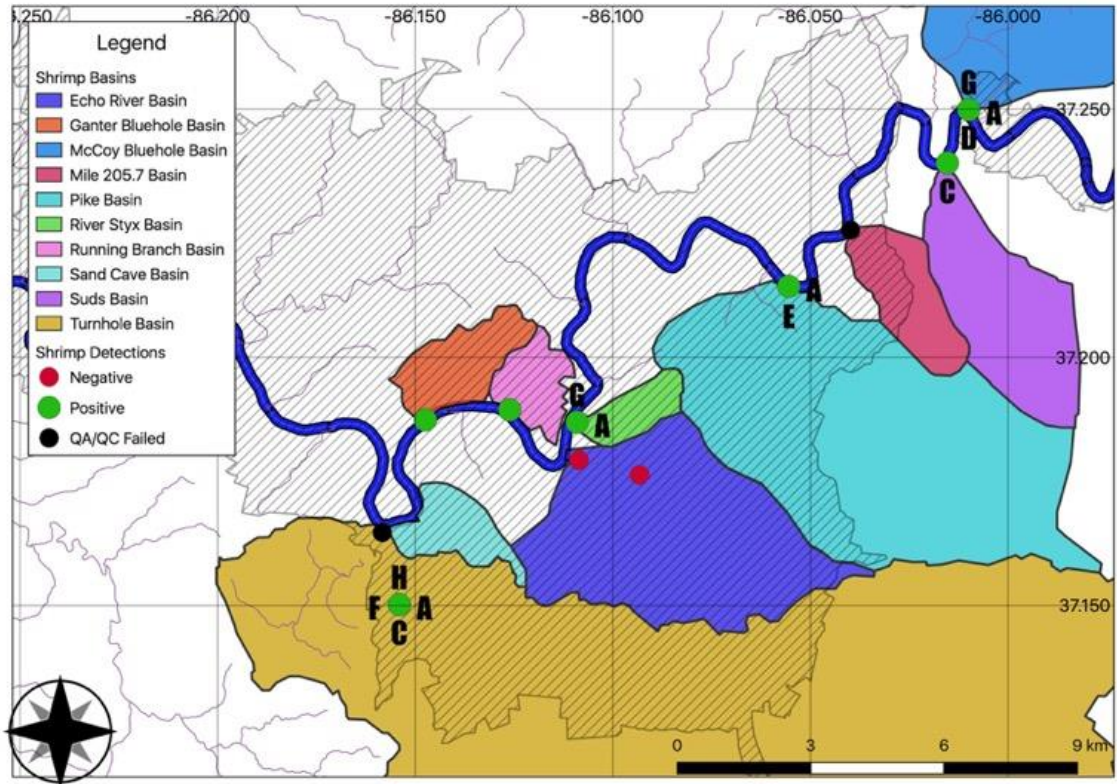 -86.200 -86.150 -86.100 -86.050 -86.000
Legend
Shrimp Basins
Echo River Basin
Ganter Bluehole Basin
McCoy Bluehole Basin
Mile 205.7 Basin
Pike Basin
River Styx Basin
Running Branch Basin
Sand Cave Basin
Suds Basin
Turnhole Basin
Shrimp Detections
Negative
Positive
QA/QC Failed
G
A
37.250
D
C
A
E
37.200
G
A
H
F A
37.150
C
0 3 6 9 km